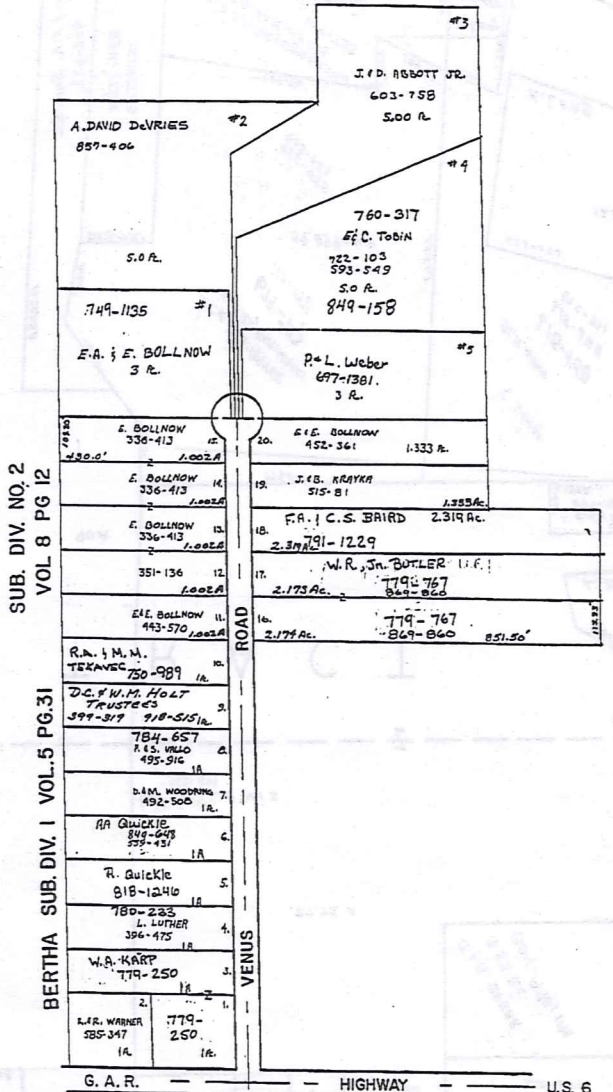 #3
J. & D. ABBOTT JR.
603-758
5.00 A.
A. DAVID DEVRIES
857-406
#2
5.0 A.
#4
760-317
E & C. TOBIN
722-103
593-549
5.0 A.
849-158
749-1135
#1
E.A. & E. BOLLNOW
3 A.
#5
P. & L. Weber
697-1381.
3 A.
E. BOLLNOW
336-413
15.
430.0'
1.002A
20.
E & E. BOLLNOW
452-361
1.333 A.
E. BOLLNOW
336-413
14.
1.002A
19.
J. & B. KRAYKA
515-81
1.333 Ac.
E. BOLLNOW
336-413
13.
1.002A
18.
F.A. & C.S. BAIRD
2.319 Ac.
791-1229
351-136
12.
1.002A
17.
W.R., Jr. BUTLER
779-767
869-860
2.173 Ac.
E & E. BOLLNOW
443-570
11.
1.002A
16.
779-767
869-860
2.174 Ac.
851.50'
R.A. & M.M.
TEKAVEC
750-989
1A.
10.
D.C. & W.M. HOLT
TRUSTEES
399-319 918-515
1A.
9.
784-657
P. & S. VALLO
495-916
1A
8.
D. & M. WOODRING
492-508
1A.
7.
RA QUICKLE
849-648
539-431
1A
6.
R. Quickle
818-1246
1A
5.
780-233
L. LUTHER
396-475
1A
4.
W.A. KARP
779-250
1A
3.
2.
L. & R. WARNER
585-347
1A.
1.
779-
250.
1A.
SUB. DIV. NO. 2
VOL 8 PG 12
BERTHA SUB. DIV. 1 VOL. 5 PG. 31
VENUS ROAD
G. A. R. HIGHWAY U.S. 6